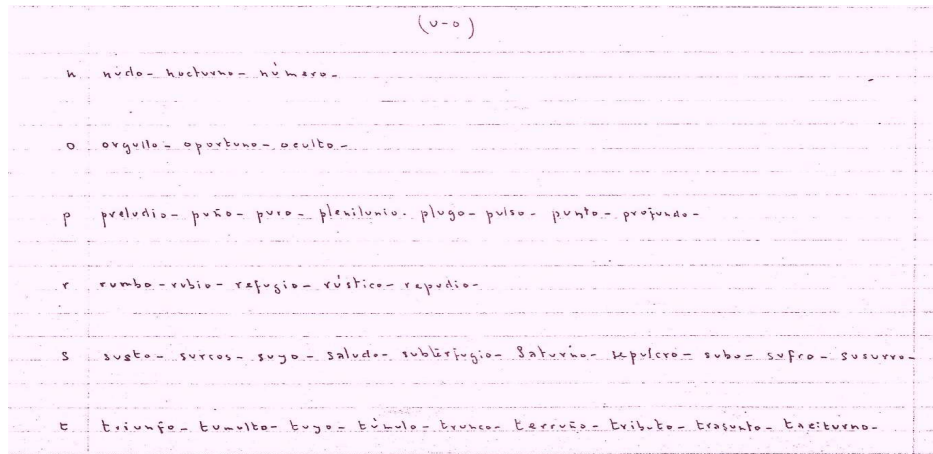 (u-o)
n nudo- nocturno- número-
o orgullo- oportuno- oculto-
p preludio- puño- puro- plenilunio- plugo- pulso- punto- profundo-
r rumbo- rubio- refugio- rústico- repudio-
s susto- surcos- suyo- saludo- subterfugio- Saturno- sepulcro- subo- sufro- susurro-
t triunfo- tumulto- tuyo- túmulo- trunco- terruño- tributo- trasunto- taciturno-